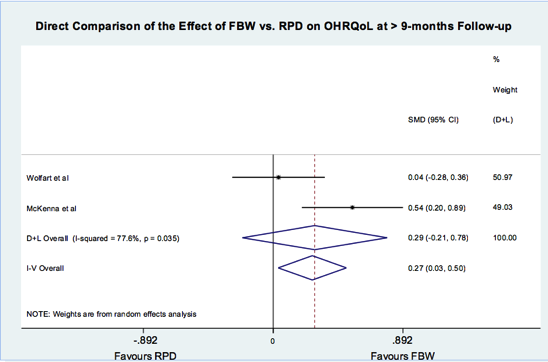 Direct Comparison of the Effect of FBW vs. RPD on OHRQoL at > 9-months Follow-up
%
Weight
SMD (95% CI) (D+L)
Wolfart et al 0.04 (-0.28, 0.36) 50.97
McKenna et al 0.54 (0.20, 0.89) 49.03
D+L Overall (I-squared = 77.6%, p = 0.035) 0.29 (-0.21, 0.78) 100.00
I-V Overall 0.27 (0.03, 0.50)
NOTE: Weights are from random effects analysis
-.892 0 .892
Favours RPD Favours FBW